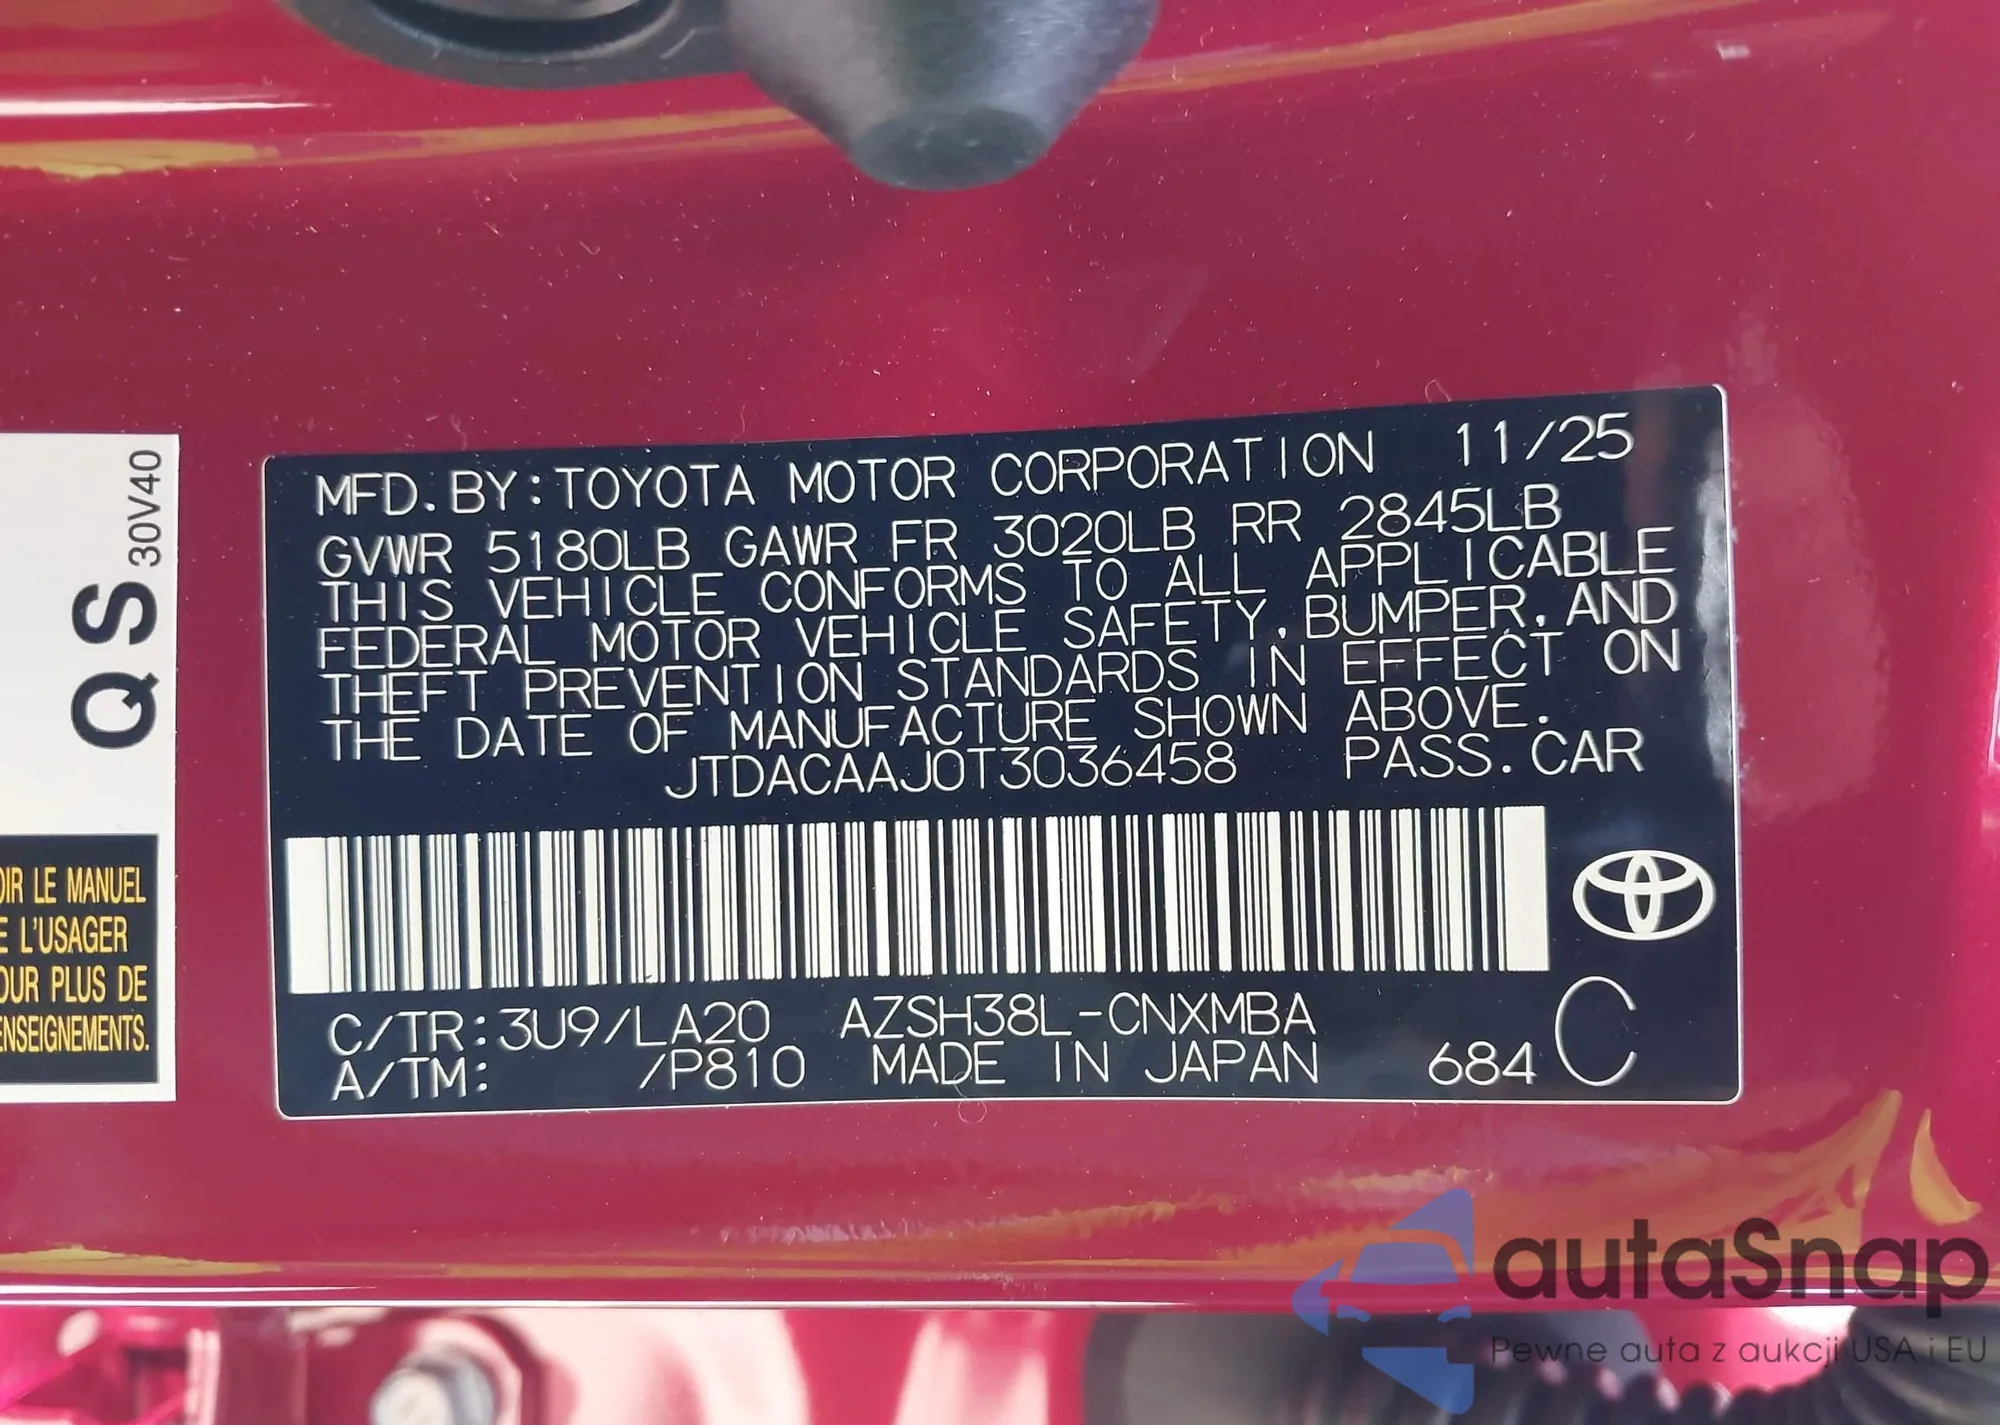 MFD. BY: TOYOTA MOTOR CORPORATION 11/25
GVWR 5180LB GAWR FR 3020LB RR 2845LB
THIS VEHICLE CONFORMS TO ALL APPLICABLE
FEDERAL MOTOR VEHICLE SAFETY, BUMPER, AND
THEFT PREVENTION STANDARDS IN EFFECT ON
THE DATE OF MANUFACTURE SHOWN ABOVE.
JTDACAAJ0T3036458 PASS. CAR
C/TR: 3U9/LA20 AZSH38L-CNXMBA
A/TM: /P810 MADE IN JAPAN 684 C
QS 30V40
OIR LE MANUEL
E L'USAGER
OUR PLUS DE
ENSEIGNEMENTS.
autaSnap
Pewne auta z aukcji USA i EU